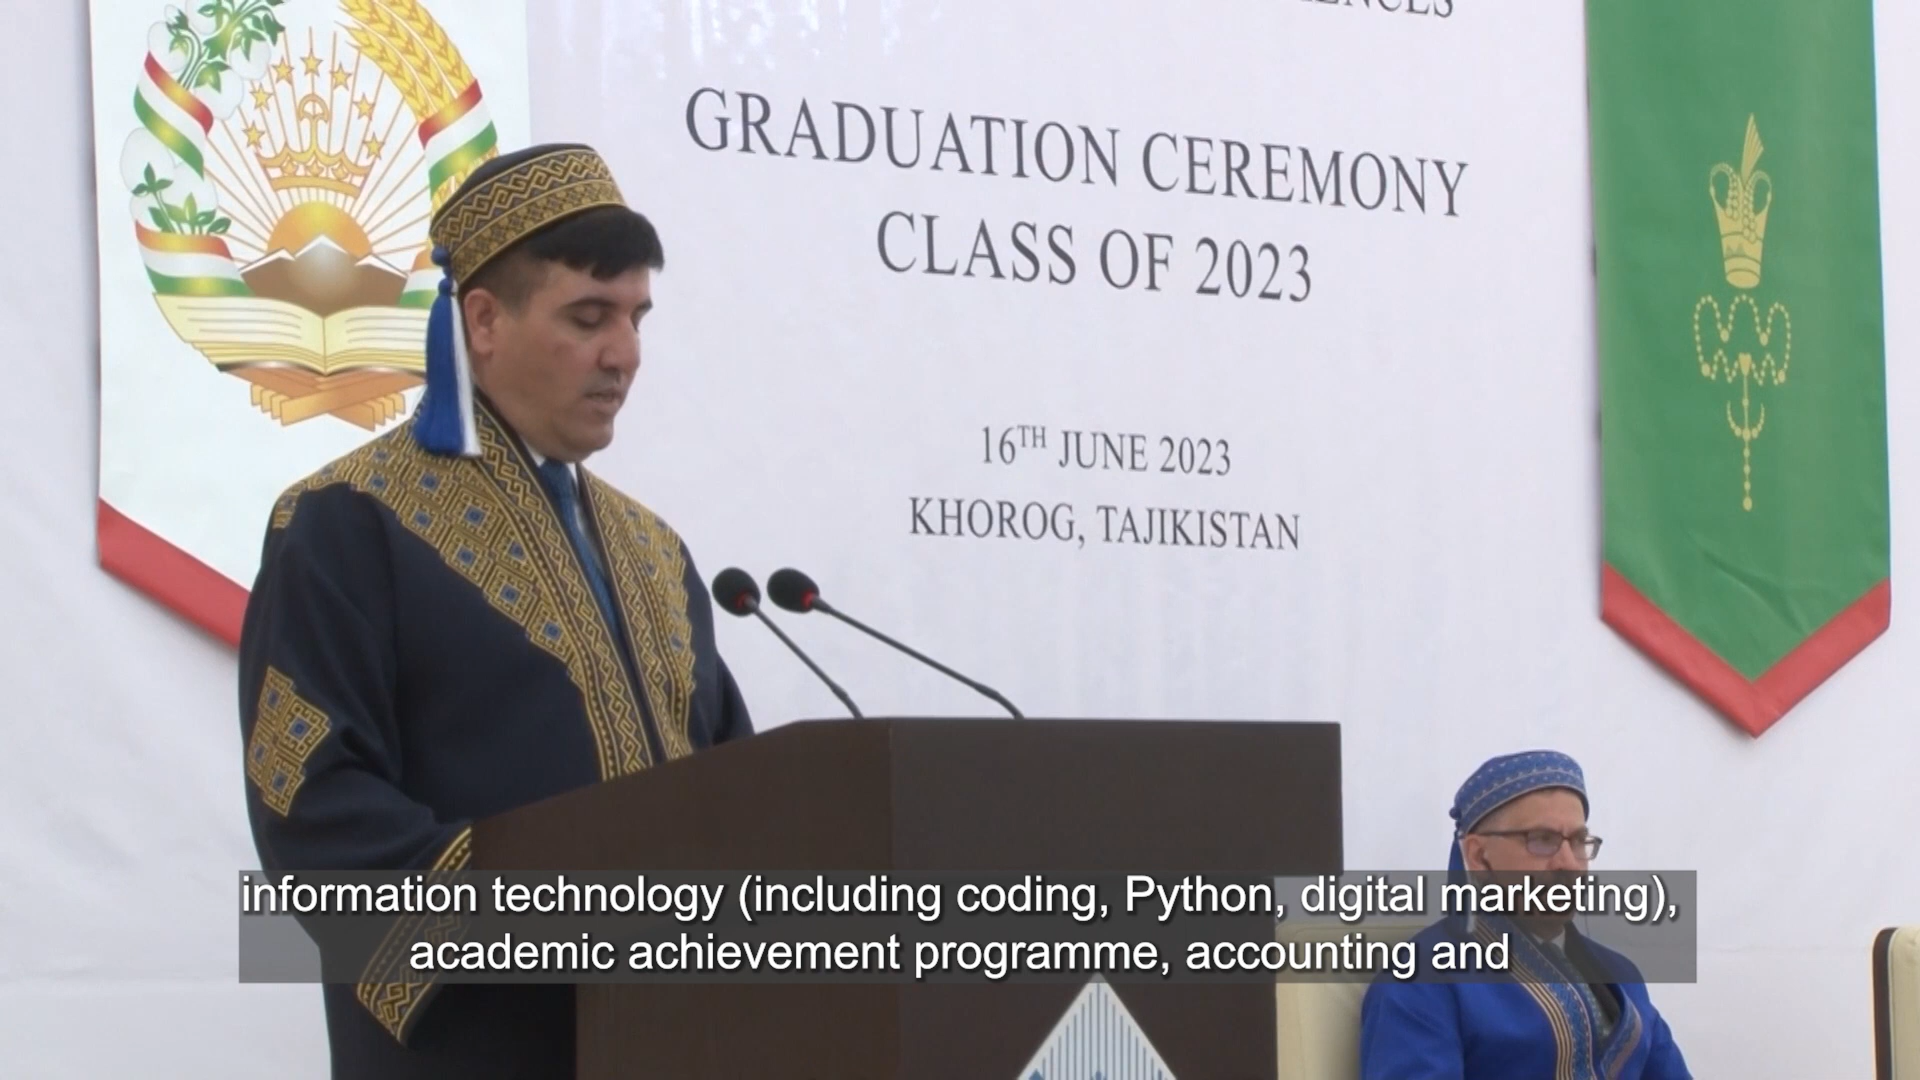 GRADUATION CEREMONY
CLASS OF 2023
16TH JUNE 2023
KHOROG, TAJIKISTAN
information technology (including coding, Python, digital marketing),
academic achievement programme, accounting and